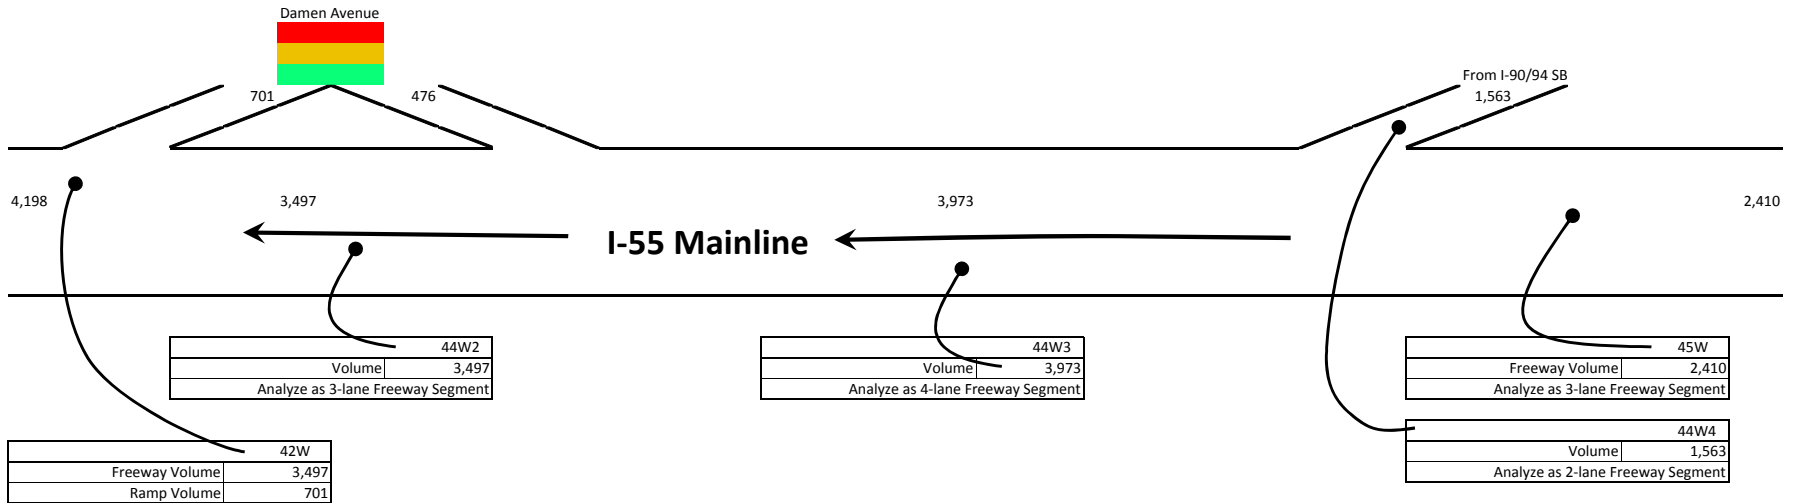 Damen Avenue
From I-90/94 SB
701
476
1,563
4,198
3,497
3,973
2,410
I-55 Mainline
44W2
Volume 3,497
Analyze as 3-lane Freeway Segment
44W3
Volume 3,973
Analyze as 4-lane Freeway Segment
45W
Freeway Volume 2,410
Analyze as 3-lane Freeway Segment
44W4
Volume 1,563
Analyze as 2-lane Freeway Segment
42W
Freeway Volume 3,497
Ramp Volume 701